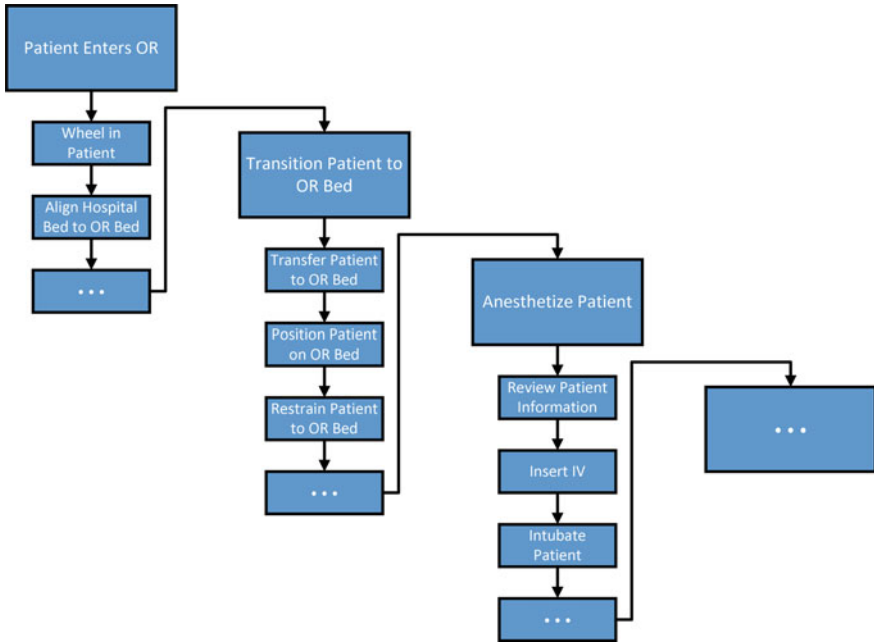 Patient Enters OR
Wheel in
Patient
Align Hospital
Bed to OR Bed
...
Transition Patient to
OR Bed
Transfer Patient
to OR Bed
Position Patient
on OR Bed
Restrain Patient
to OR Bed
...
Anesthetize Patient
Review Patient
Information
Insert IV
Intubate
Patient
...
...